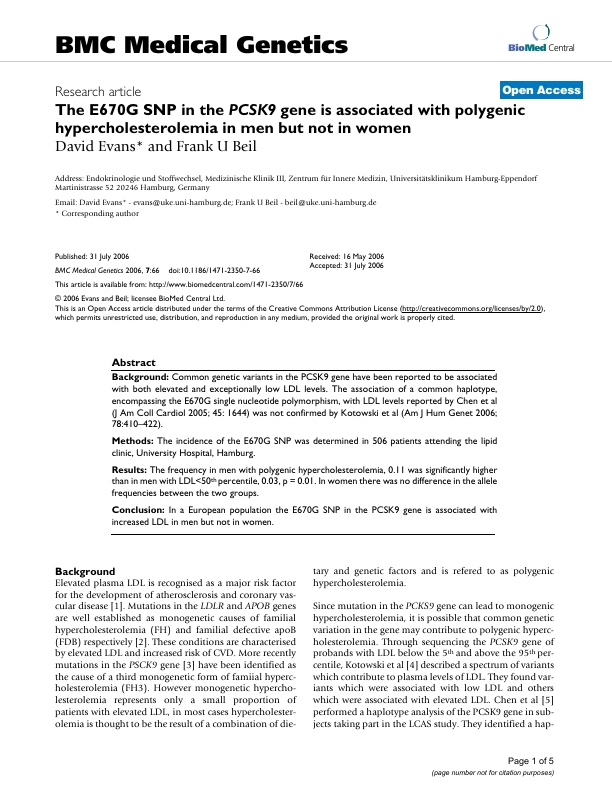 BMC Medical Genetics
BioMed Central
Research article
Open Access
The E670G SNP in the PCSK9 gene is associated with polygenic
hypercholesterolemia in men but not in women
David Evans* and Frank U Beil
Address: Endokrinologie und Stoffwechsel, Medizinische Klinik III, Zentrum für Innere Medizin, Universitätsklinikum Hamburg-Eppendorf
Martinistrasse 52 20246 Hamburg, Germany
Email: David Evans* - evans@uke.uni-hamburg.de; Frank U Beil - beil@uke.uni-hamburg.de
* Corresponding author
Published: 31 July 2006
BMC Medical Genetics 2006, 7:66 doi:10.1186/1471-2350-7-66
Received: 16 May 2006
Accepted: 31 July 2006
This article is available from: http://www.biomedcentral.com/1471-2350/7/66
© 2006 Evans and Beil; licensee BioMed Central Ltd.
This is an Open Access article distributed under the terms of the Creative Commons Attribution License (http://creativecommons.org/licenses/by/2.0),
which permits unrestricted use, distribution, and reproduction in any medium, provided the original work is properly cited.
Abstract
Background: Common genetic variants in the PCSK9 gene have been reported to be associated
with both elevated and exceptionally low LDL levels. The association of a common haplotype,
encompassing the E670G single nucleotide polymorphism, with LDL levels reported by Chen et al
(J Am Coll Cardiol 2005; 45: 1644) was not confirmed by Kotowski et al (Am J Hum Genet 2006;
78:410–422).
Methods: The incidence of the E670G SNP was determined in 506 patients attending the lipid
clinic, University Hospital, Hamburg.
Results: The frequency in men with polygenic hypercholesterolemia, 0.11 was significantly higher
than in men with LDL<50th percentile, 0.03, p = 0.01. In women there was no difference in the allele
frequencies between the two groups.
Conclusion: In a European population the E670G SNP in the PCSK9 gene is associated with
increased LDL in men but not in women.
Background
Elevated plasma LDL is recognised as a major risk factor
for the development of atherosclerosis and coronary vas-
cular disease [1]. Mutations in the LDLR and APOB genes
are well established as monogenetic causes of familial
hypercholesterolemia (FH) and familial defective apoB
(FDB) respectively [2]. These conditions are characterised
by elevated LDL and increased risk of CVD. More recently
mutations in the PSCK9 gene [3] have been identified as
the cause of a third monogenetic form of famiial hyperc-
holesterolemia (FH3). However monogenetic hypercho-
lesterolemia represents only a small proportion of
patients with elevated LDL, in most cases hypercholester-
olemia is thought to be the result of a combination of die-
tary and genetic factors and is refered to as polygenic
hypercholesterolemia.
Since mutation in the PCKS9 gene can lead to monogenic
hypercholesterolemia, it is possible that common genetic
variation in the gene may contribute to polygenic hyperc-
holesterolemia. Through sequencing the PCSK9 gene of
probands with LDL below the 5th and above the 95th per-
centile, Kotowski et al [4] described a spectrum of variants
which contribute to plasma levels of LDL. They found var-
iants which were associated with low LDL and others
which were associated with elevated LDL. Chen et al [5]
performed a haplotype analysis of the PCSK9 gene in sub-
jects taking part in the LCAS study. They identified a hap-
Page 1 of 5
(page number not for citation purposes)